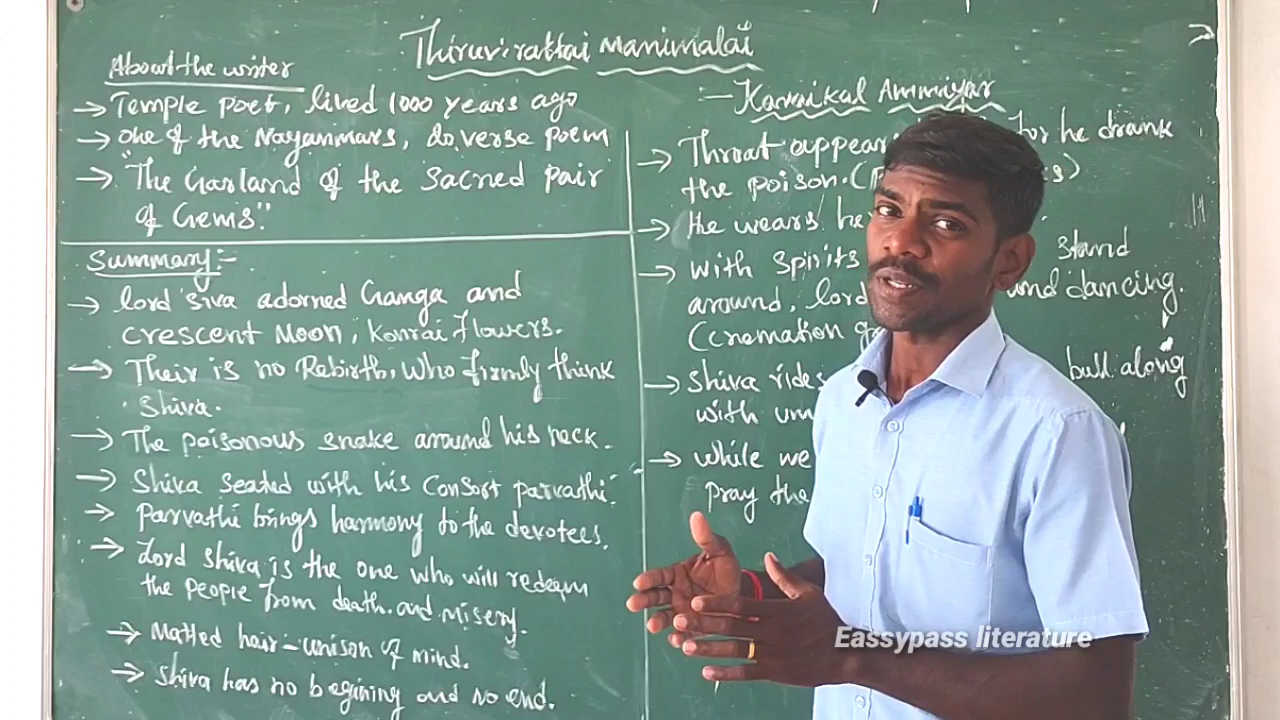 Thiruvirattai Manimalai
:- Karaikal Ammiyar
About the writer
→ Temple poet, lived 1000 years ago
→ One of the Nayanmars, 20 verse poem
→ "The Garland of the Sacred pair
of Gems."
Summary:-
→ Lord Siva adorned Ganga and
crescent Moon, Konrai flowers.
→ Their is no Rebirth. Who firmly think
Shiva.
→ The poisonous snake around his neck.
→ Shiva seated with his Consort parvathi.
→ Parvathi brings harmony to the devotees.
→ Lord Shiva is the one who will redeem
the people from death and misery.
→ Matted hair - unison of mind.
→ Shiva has no begining and no end.
→ Throat appear for he drank
the poison.
→ He wears
→ With spirits stand
around, lord and dancing.
(cremation
→ Shiva rides bull along
with
→ while we
pray
Eassypass literature